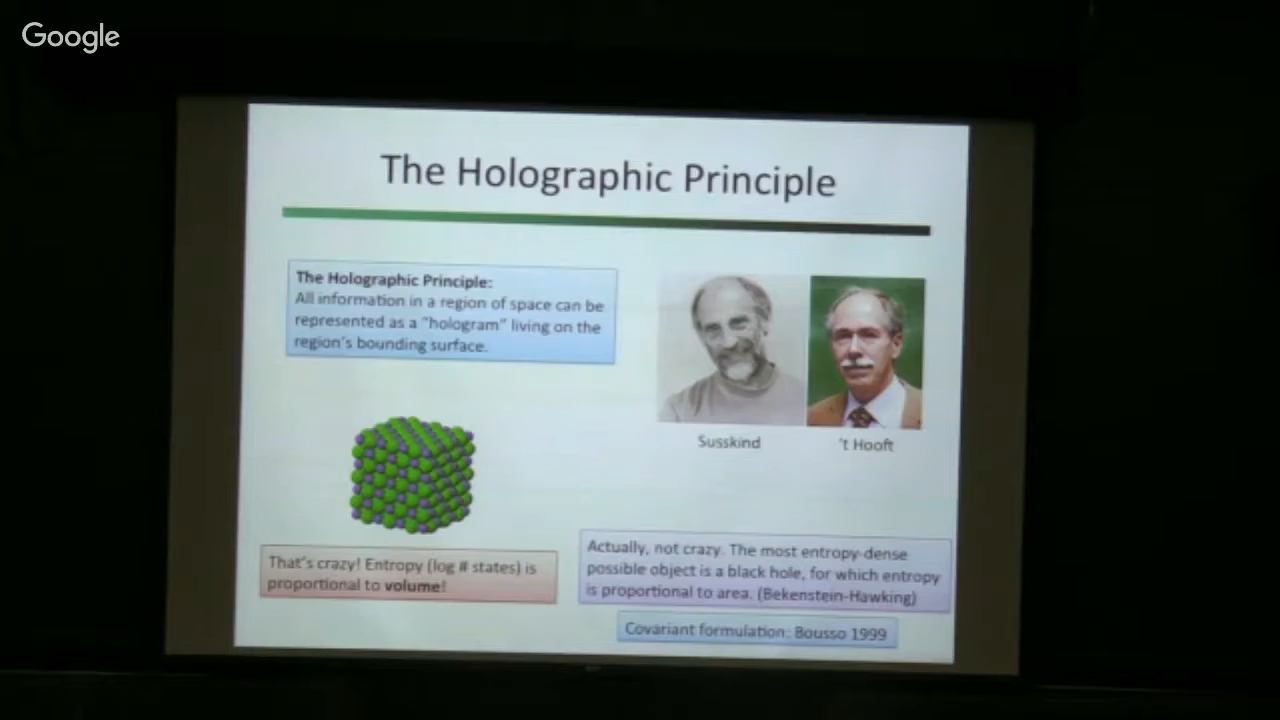 Google
The Holographic Principle
The Holographic Principle:
All information in a region of space can be
represented as a "hologram" living on the
region's bounding surface.
Susskind
't Hooft
That's crazy! Entropy (log # states) is
proportional to volume!
Actually, not crazy. The most entropy-dense
possible object is a black hole, for which entropy
is proportional to area. (Bekenstein-Hawking)
Covariant formulation: Bousso 1999